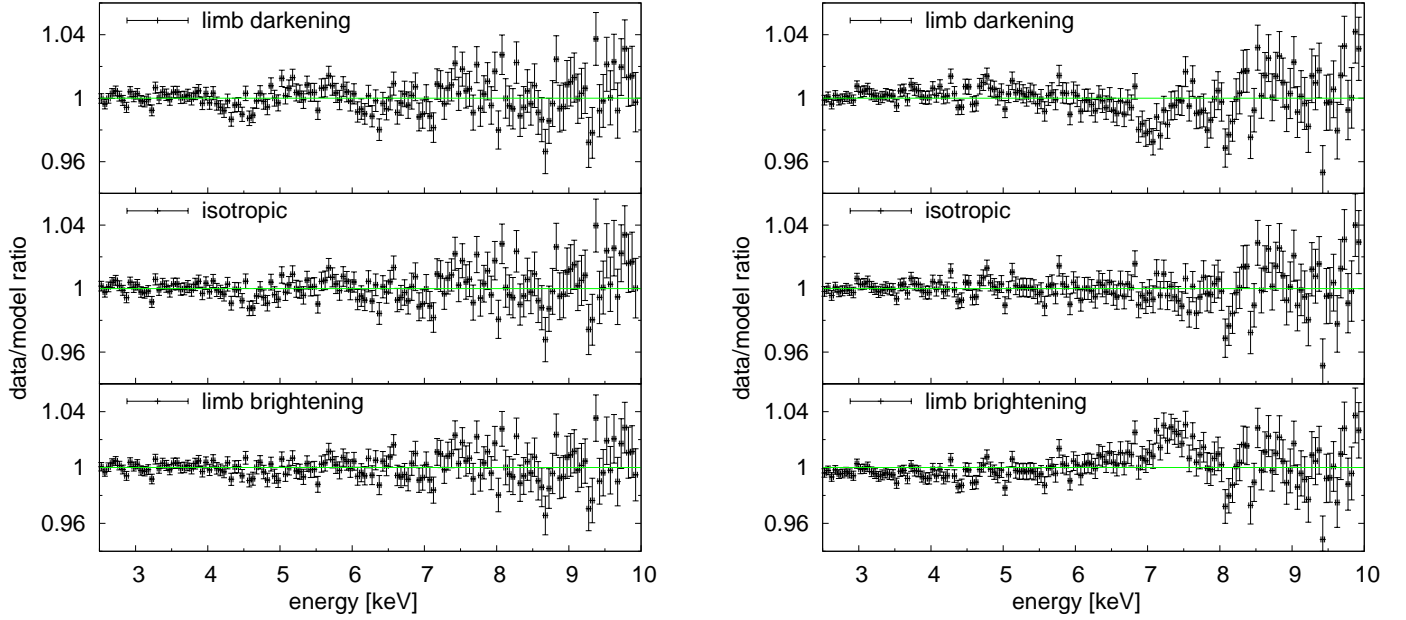 limb darkening
1.04
1
0.96
isotropic
1.04
1
0.96
limb brightening
1.04
1
0.96
data/model ratio
3 4 5 6 7 8 9 10
energy [keV]
limb darkening
1.04
1
0.96
isotropic
1.04
1
0.96
limb brightening
1.04
1
0.96
data/model ratio
3 4 5 6 7 8 9 10
energy [keV]